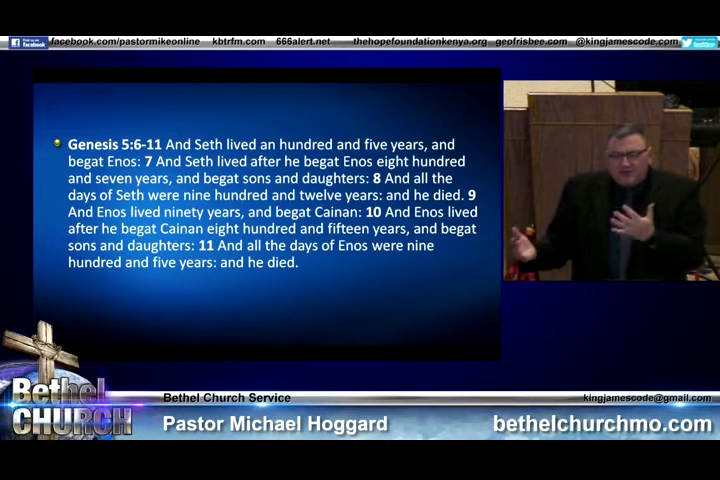 Find us on
facebook
facebook.com/pastormikeonline kbtrfm.com 666alert.net thehopefoundationkenya.org geofrisbee.com @kingjamescode.com
twitter
Genesis 5:6-11 And Seth lived an hundred and five years, and
begat Enos: 7 And Seth lived after he begat Enos eight hundred
and seven years, and begat sons and daughters: 8 And all the
days of Seth were nine hundred and twelve years: and he died. 9
And Enos lived ninety years, and begat Cainan: 10 And Enos lived
after he begat Cainan eight hundred and fifteen years, and begat
sons and daughters: 11 And all the days of Enos were nine
hundred and five years: and he died.
Bethel
CHURCH
Bethel Church Service kingjamescode@gmail.com
Pastor Michael Hoggard bethelchurchmo.com